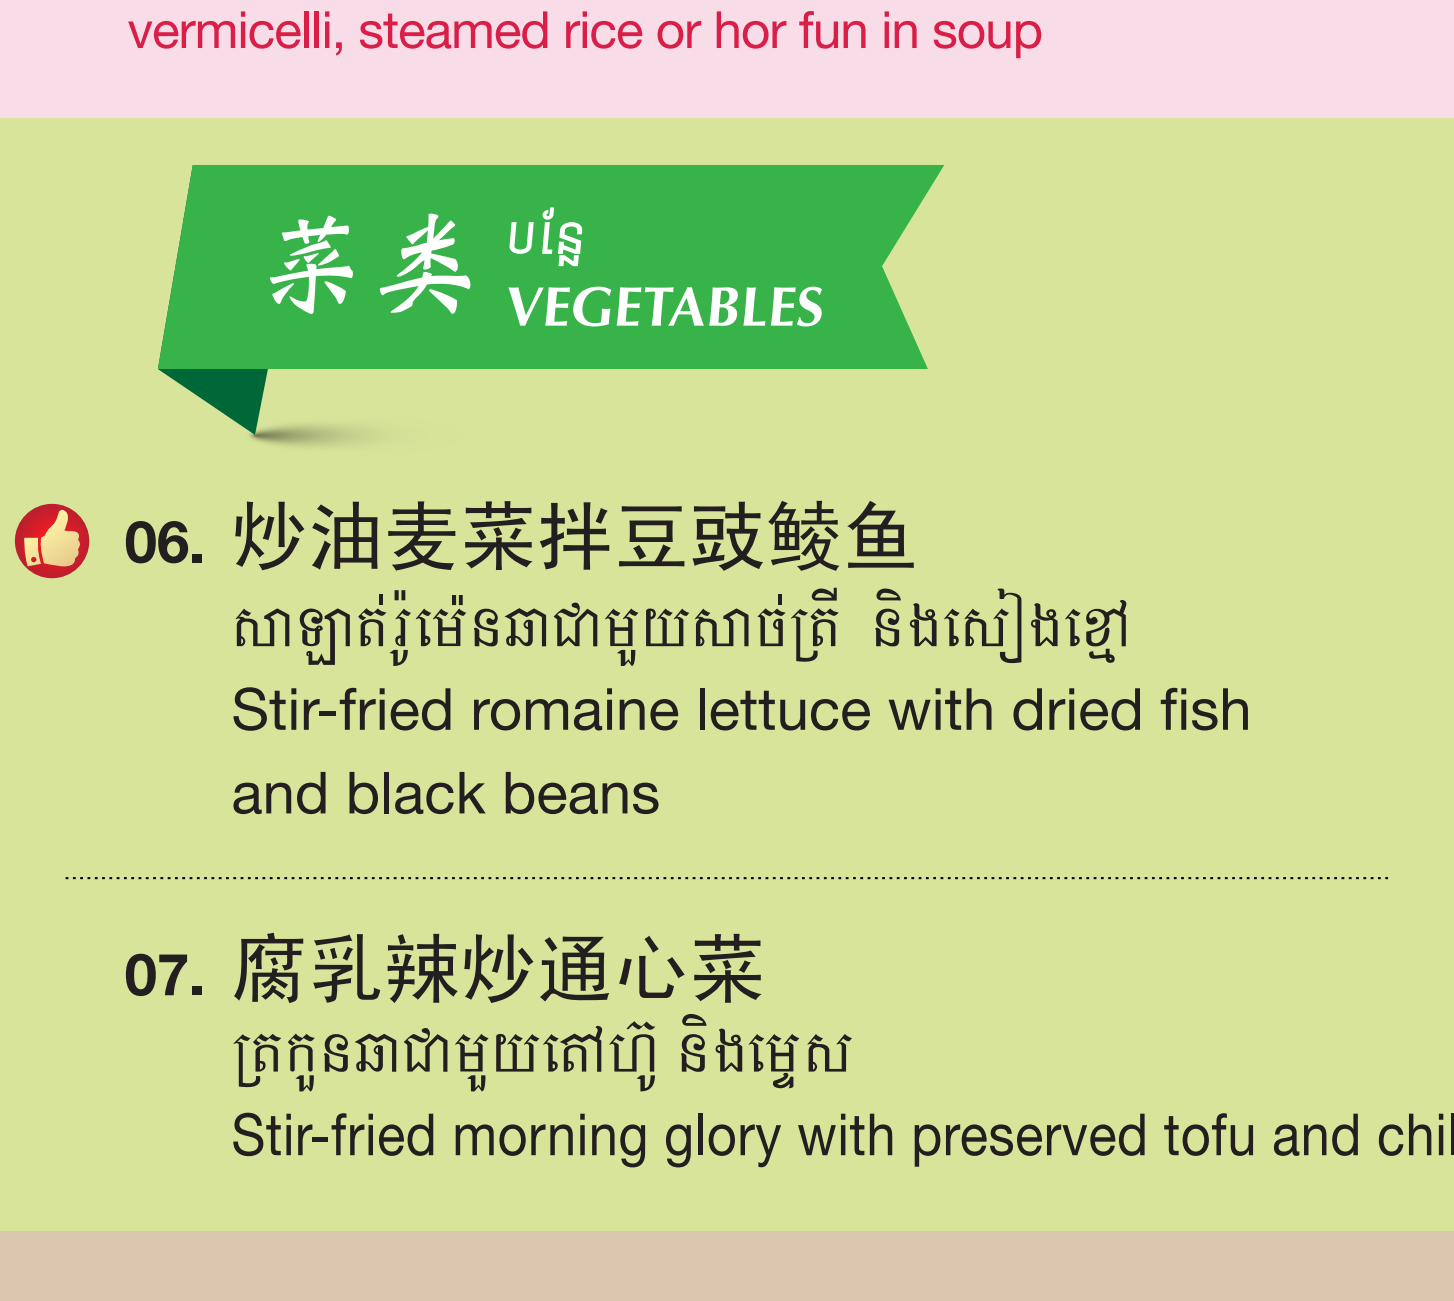 vermicelli, steamed rice or hor fun in soup
菜类
បន្លែ
VEGETABLES
06. 炒油麦菜拌豆豉鲮鱼
សាឡាត់រ៉ូម៉េនឆាជាមួយសាច់ត្រី និងសៀងខ្មៅ
Stir-fried romaine lettuce with dried fish
and black beans
07. 腐乳辣炒通心菜
ត្រកួនឆាជាមួយតៅហ៊ូ និងម្ទេស
Stir-fried morning glory with preserved tofu and chil